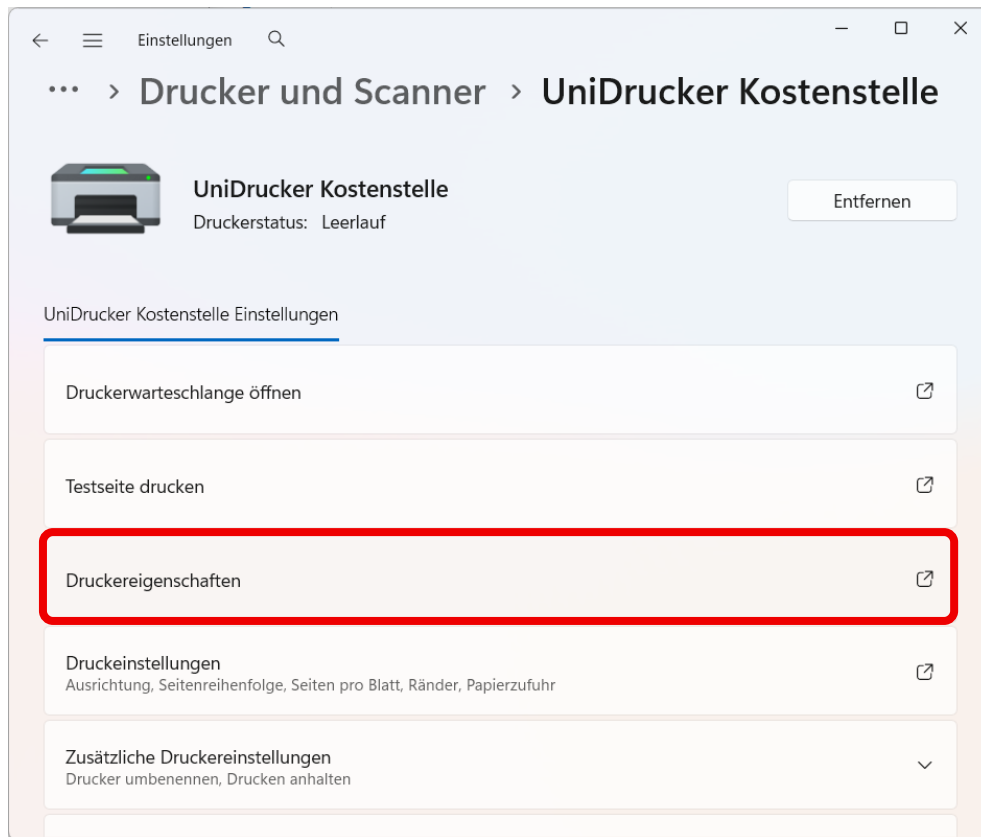 Einstellungen
... > Drucker und Scanner > UniDrucker Kostenstelle
UniDrucker Kostenstelle
Druckerstatus: Leerlauf
Entfernen
UniDrucker Kostenstelle Einstellungen
Druckerwarteschlange öffnen
Testseite drucken
Druckereigenschaften
Druckeinstellungen
Ausrichtung, Seitenreihenfolge, Seiten pro Blatt, Ränder, Papierzufuhr
Zusätzliche Druckereinstellungen
Drucker umbenennen, Drucken anhalten